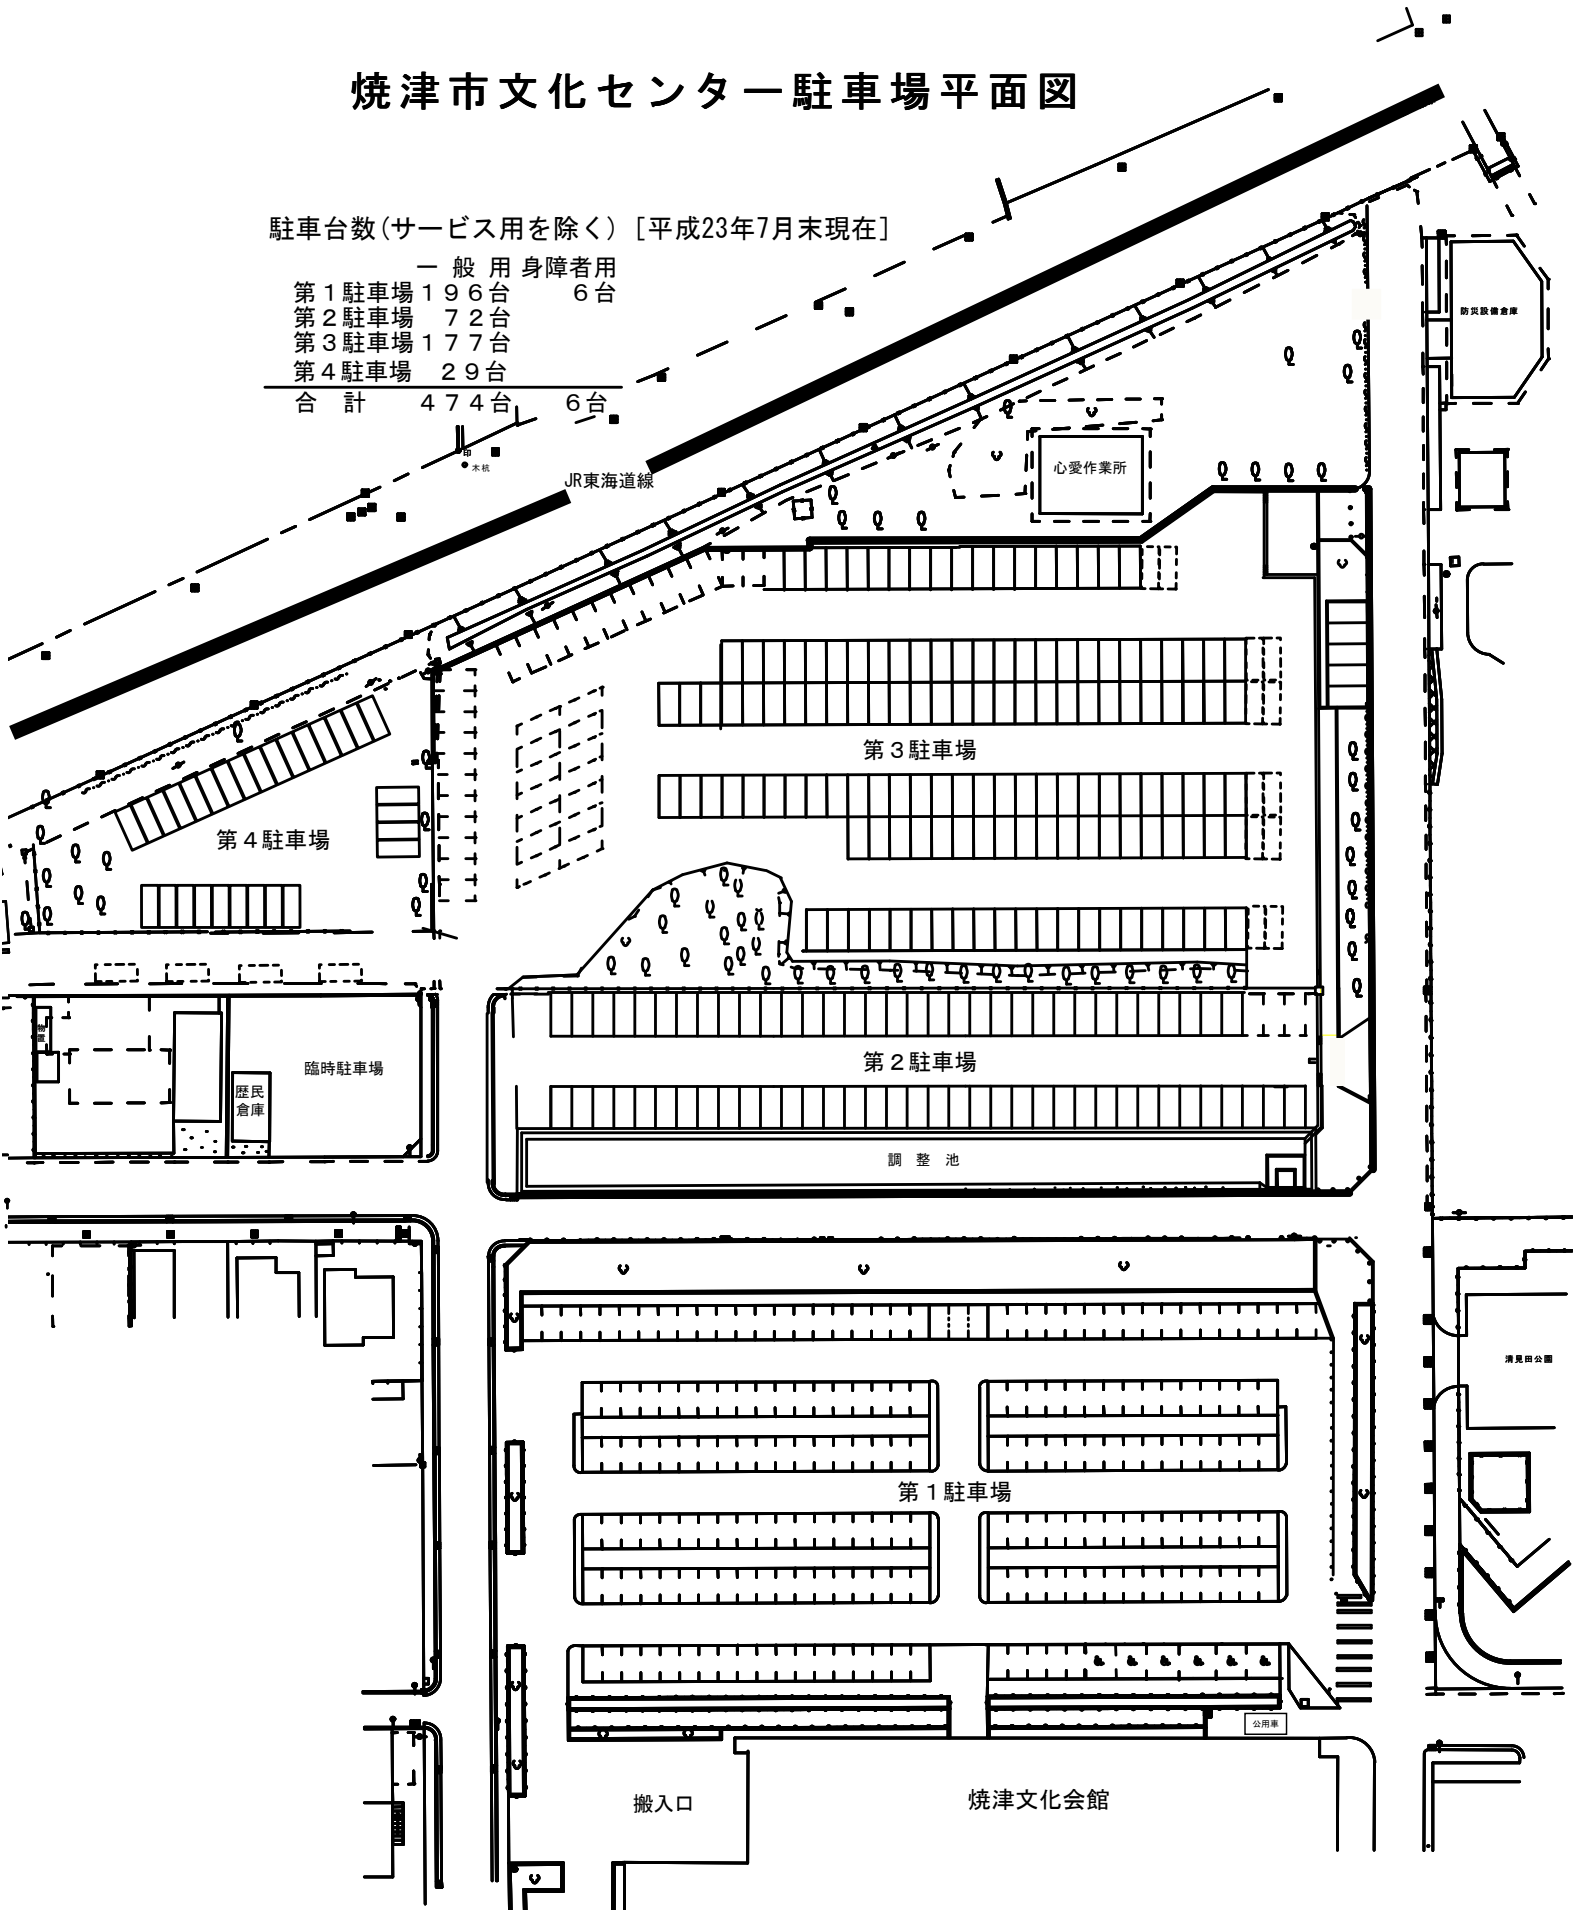 焼津市文化センター駐車場平面図
駐車台数(サービス用を除く) [平成23年7月末現在]
一 般 用 身障者用
第1駐車場 196台 6台
第2駐車場 72台
第3駐車場 177台
第4駐車場 29台
合 計 474台 6台
防災設備倉庫
印
木杭
JR東海道線
心愛作業所
第3駐車場
第4駐車場
臨時駐車場
歴民
倉庫
第2駐車場
調 整 池
清見田公園
第1駐車場
公用車
搬入口
焼津文化会館